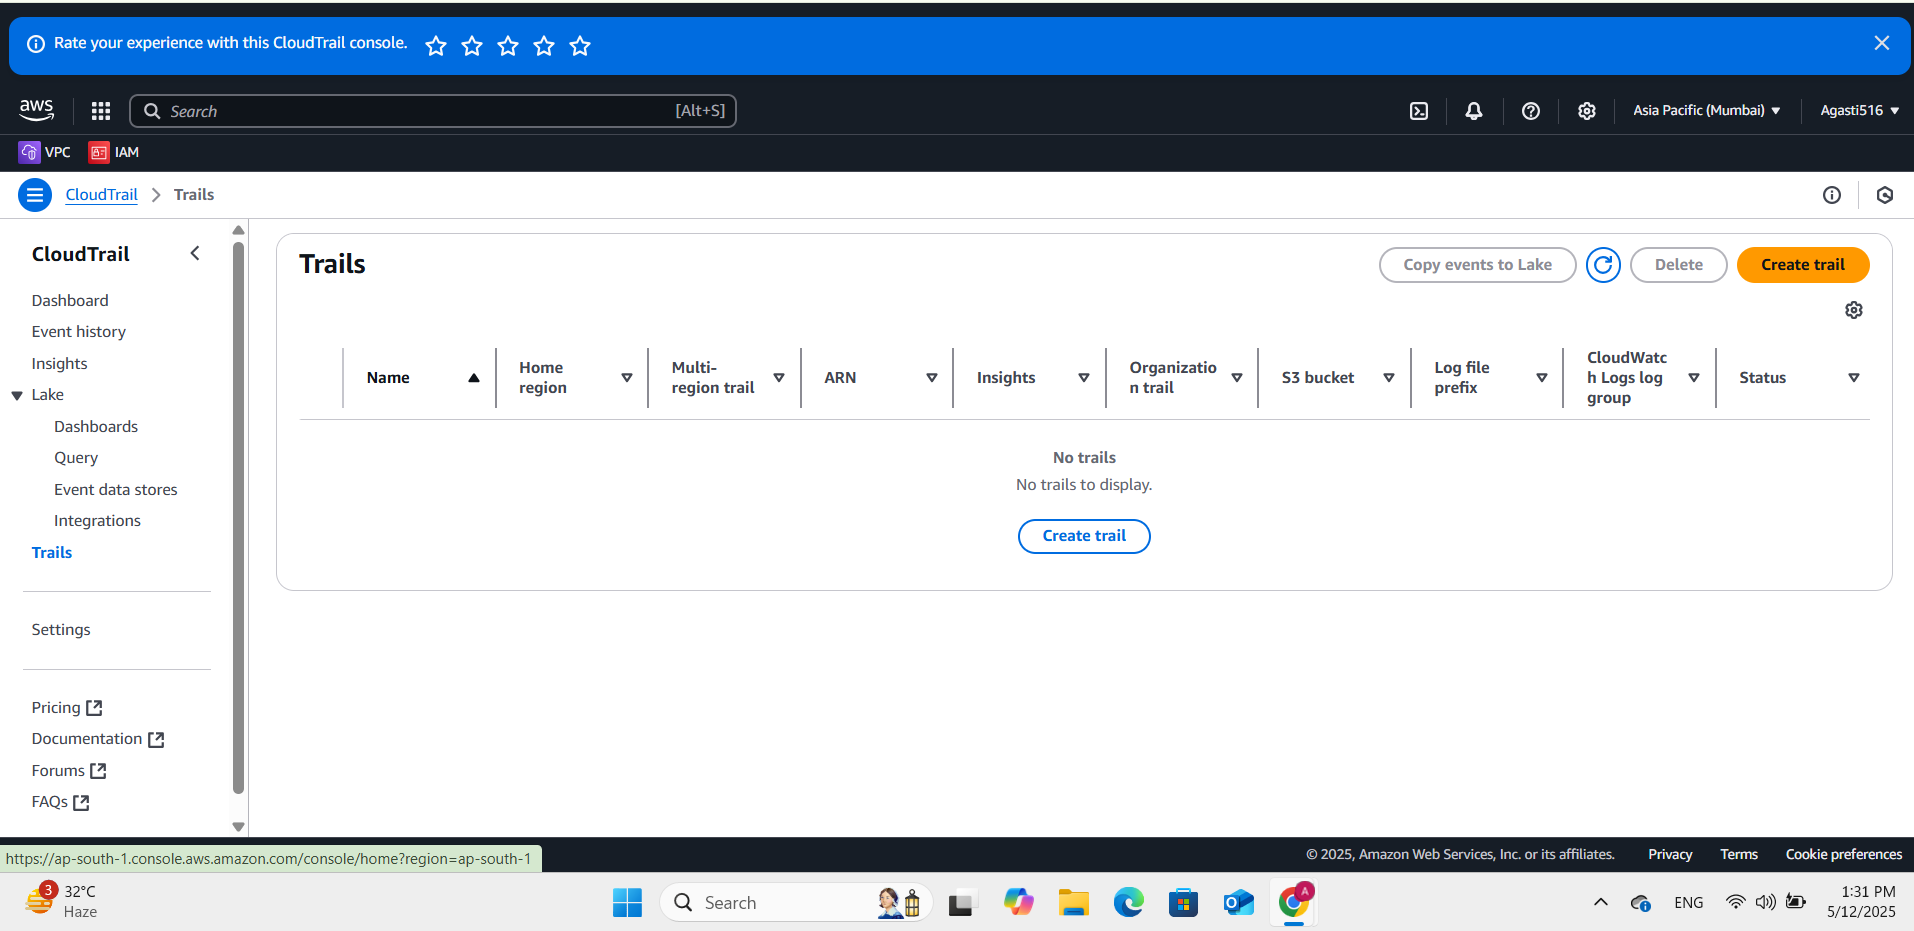 Rate your experience with this CloudTrail console.
aws
Search [Alt+S]
Asia Pacific (Mumbai)
Agasti516
VPC
IAM
CloudTrail
Trails
CloudTrail
Dashboard
Event history
Insights
Lake
Dashboards
Query
Event data stores
Integrations
Trails
Settings
Pricing
Documentation
Forums
FAQs
Trails
Copy events to Lake
Delete
Create trail
Name
Home
region
Multi-
region trail
ARN
Insights
Organizatio
n trail
S3 bucket
Log file
prefix
CloudWatc
h Logs log
group
Status
No trails
No trails to display.
Create trail
https://ap-south-1.console.aws.amazon.com/console/home?region=ap-south-1
© 2025, Amazon Web Services, Inc. or its affiliates.
Privacy
Terms
Cookie preferences
3
32°C
Haze
Search
A
ENG
1:31 PM
5/12/2025